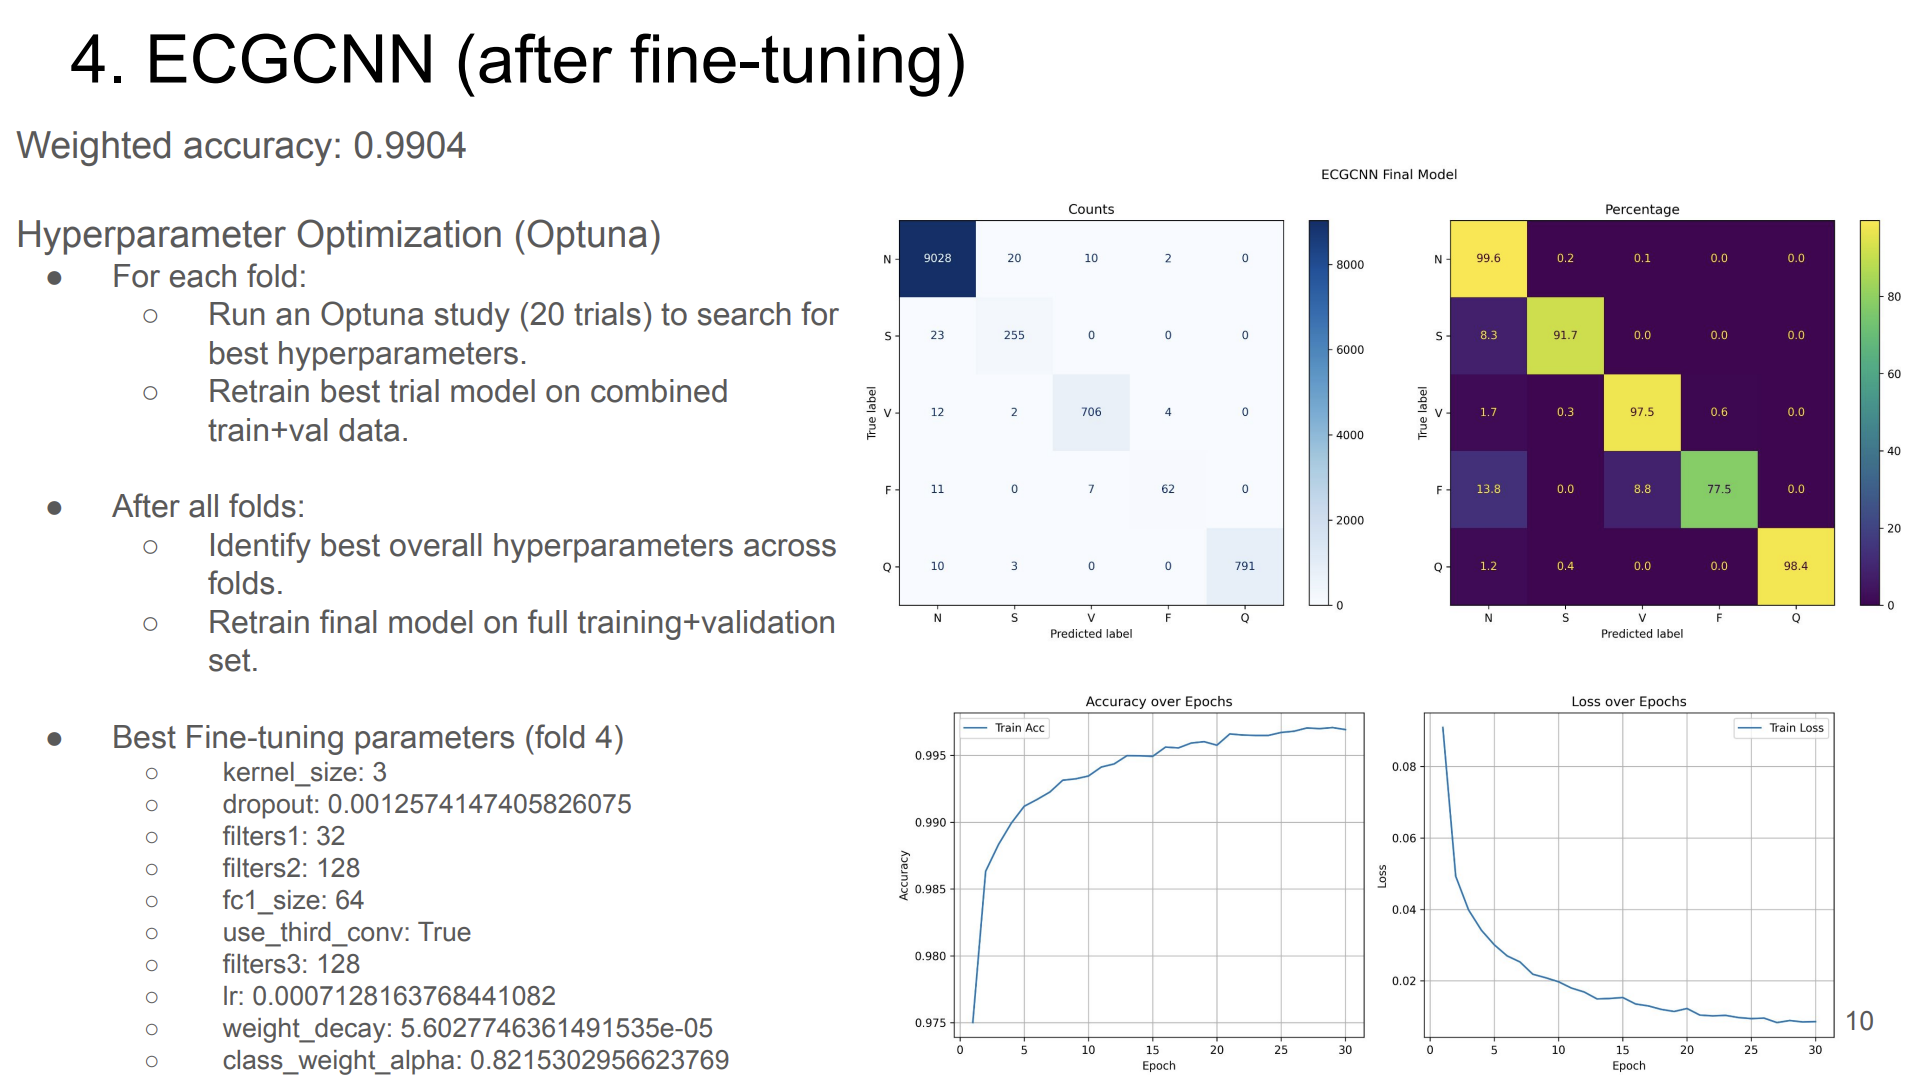 4. ECGCNN (after fine-tuning)
Weighted accuracy: 0.9904
Hyperparameter Optimization (Optuna)
● For each fold:
○ Run an Optuna study (20 trials) to search for
best hyperparameters.
○ Retrain best trial model on combined
train+val data.
● After all folds:
○ Identify best overall hyperparameters across
folds.
○ Retrain final model on full training+validation
set.
● Best Fine-tuning parameters (fold 4)
○ kernel_size: 3
○ dropout: 0.0012574147405826075
○ filters1: 32
○ filters2: 128
○ fc1_size: 64
○ use_third_conv: True
○ filters3: 128
○ lr: 0.0007128163768441082
○ weight_decay: 5.6027746361491535e-05
○ class_weight_alpha: 0.8215302956623769
ECGCNN Final Model
Counts
True label
N 9028 20 10 2 0
S 23 255 0 0 0
V 12 2 706 4 0
F 11 0 7 62 0
Q 10 3 0 0 791
N S V F Q
Predicted label
8000
6000
4000
2000
0
Percentage
True label
N 99.6 0.2 0.1 0.0 0.0
S 8.3 91.7 0.0 0.0 0.0
V 1.7 0.3 97.5 0.6 0.0
F 13.8 0.0 8.8 77.5 0.0
Q 1.2 0.4 0.0 0.0 98.4
N S V F Q
Predicted label
80
60
40
20
0
Accuracy over Epochs
Train Acc
Accuracy
0.995
0.990
0.985
0.980
0.975
0 5 10 15 20 25 30
Epoch
Loss over Epochs
Train Loss
Loss
0.08
0.06
0.04
0.02
0 5 10 15 20 25 30
Epoch
10